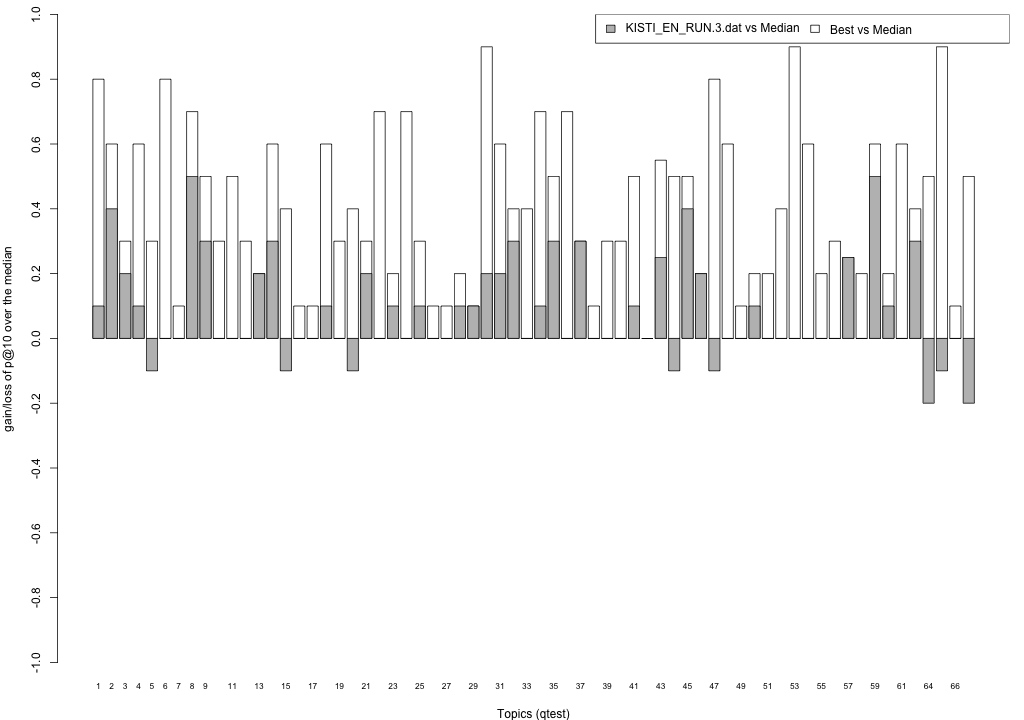 KISTI_EN_RUN.3.dat vs Median Best vs Median
1.0
0.8
0.6
0.4
0.2
0.0
-0.2
-0.4
-0.6
-0.8
-1.0
gain/loss of p@10 over the median
1 2 3 4 5 6 7 8 9 11 13 15 17 19 21 23 25 27 29 31 33 35 37 39 41 43 45 47 49 51 53 55 57 59 61 64 66
Topics (qtest)